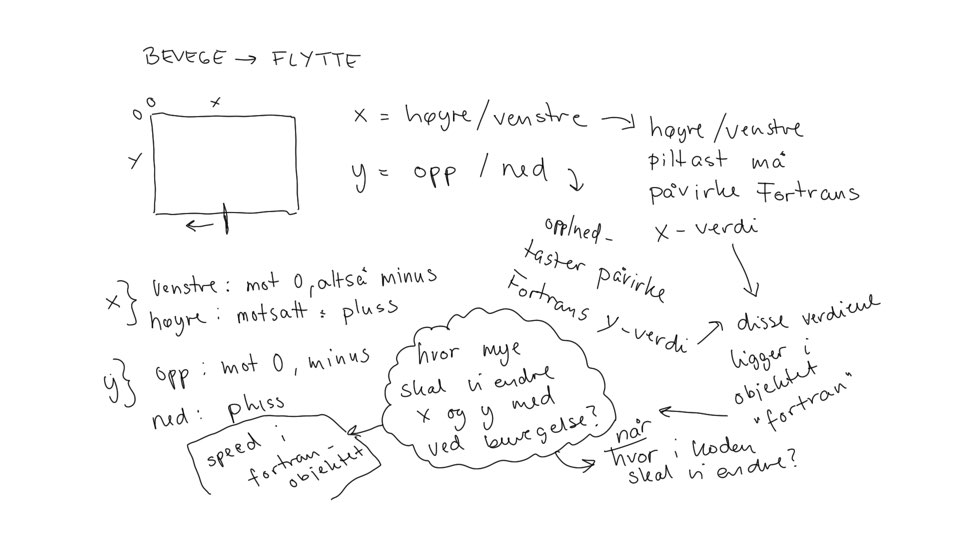 BEVEGE → FLYTTE
0 x
0
y
x = høyre/venstre →
y = opp / ned
høyre/venstre
piltast må
påvirke Fortrans
x-verdi
opp/ned-
taster påvirke
Fortrans y-verdi →
disse verdiene
ligger i
objektet
"fortran"
x} venstre: mot 0, altså minus
høyre: motsatt: pluss
y} opp: mot 0, minus
ned: pluss
hvor mye
skal vi endre
x og y med
ved bevegelse?
speed i
fortran-
objektet
når
hvor i koden
skal vi endre?